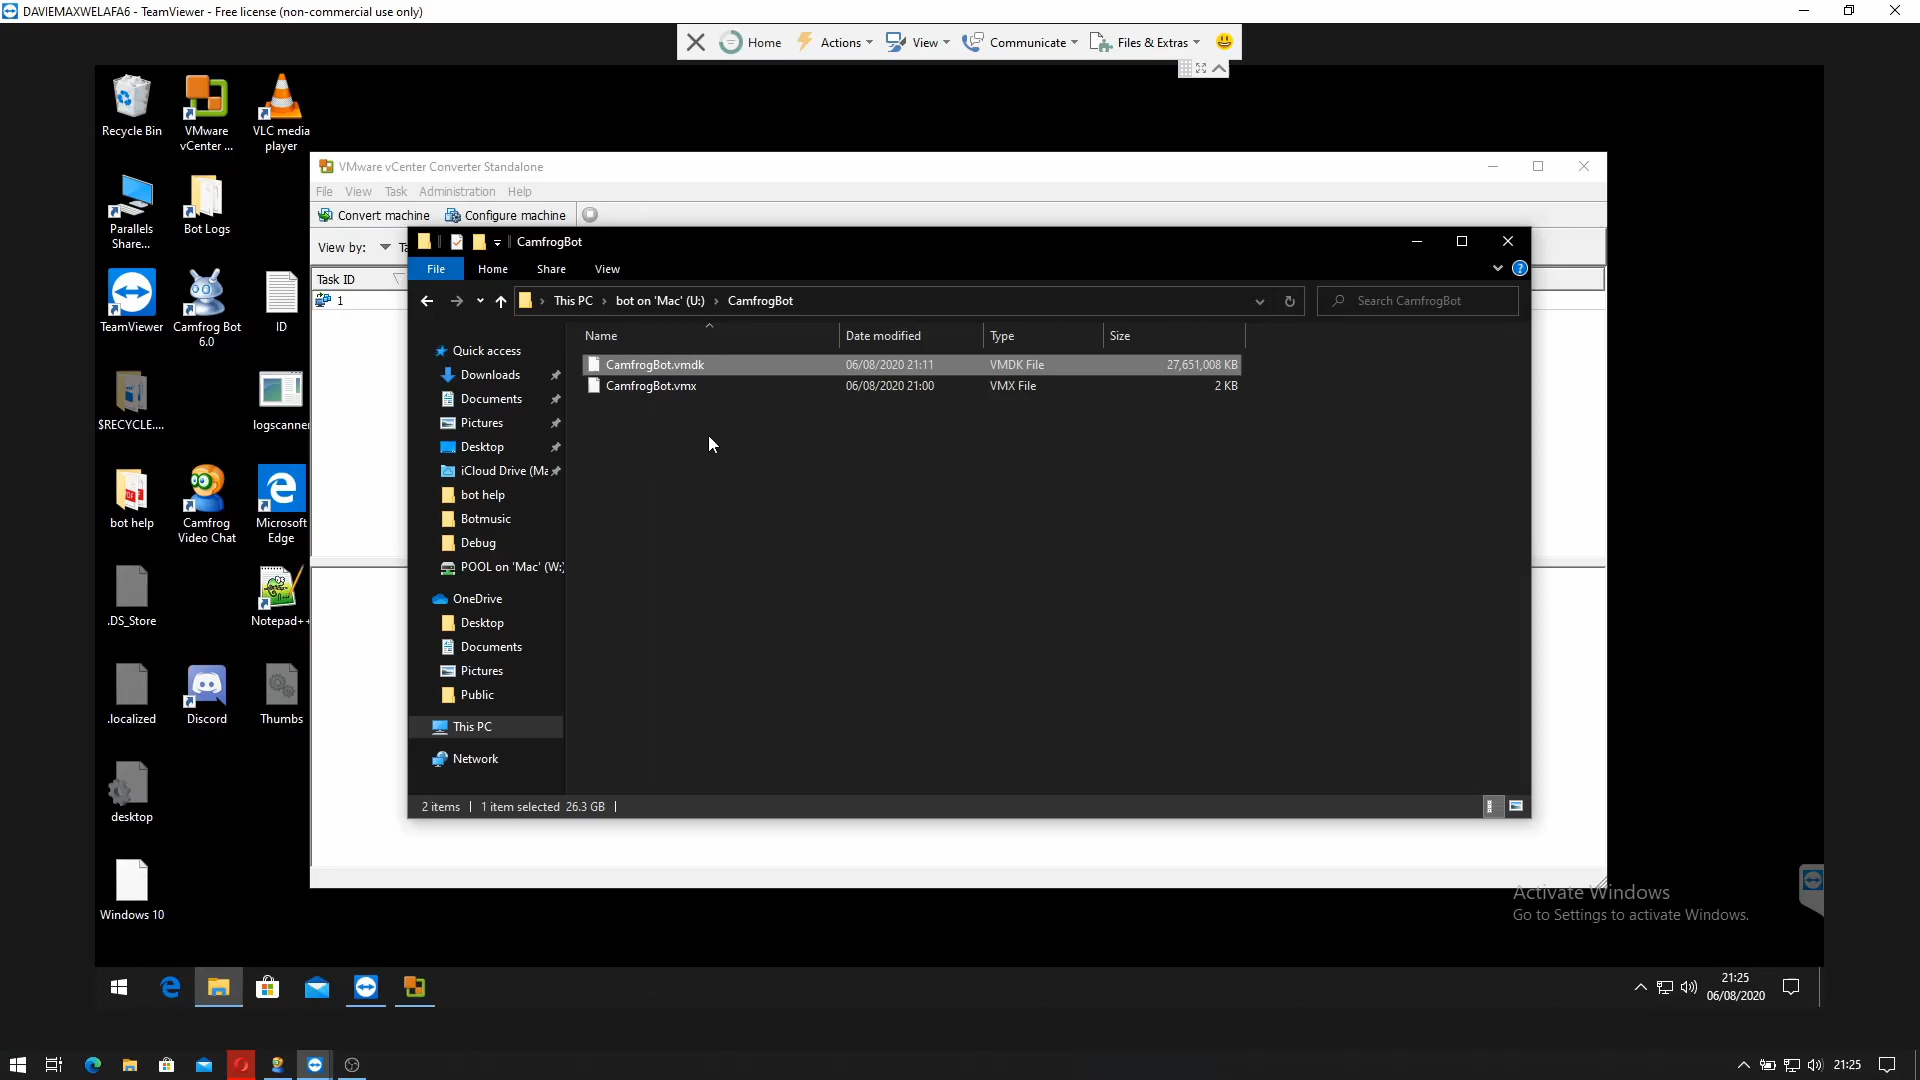 DAVIEMAXWELAFA6 - TeamViewer - Free license (non-commercial use only)
Home
Actions
View
Communicate
Files & Extras
Recycle Bin
VMware
vCenter ...
VLC media
player
Parallels
Share...
Bot Logs
TeamViewer
Camfrog Bot
6.0
ID
$RECYCLE....
logscanner
bot help
Camfrog
Video Chat
Microsoft
Edge
.DS_Store
Notepad++
.localized
Discord
Thumbs
desktop
Windows 10
VMware vCenter Converter Standalone
File View Task Administration Help
Convert machine Configure machine
View by: Ta
Task ID
1
CamfrogBot
File Home Share View
This PC › bot on 'Mac' (U:) › CamfrogBot
Search CamfrogBot
Name Date modified Type Size
CamfrogBot.vmdk 06/08/2020 21:11 VMDK File 27,651,008 KB
CamfrogBot.vmx 06/08/2020 21:00 VMX File 2 KB
Quick access
Downloads
Documents
Pictures
Desktop
iCloud Drive (Ma
bot help
Botmusic
Debug
POOL on 'Mac' (W:)
OneDrive
Desktop
Documents
Pictures
Public
This PC
Network
2 items 1 item selected 26.3 GB
Activate Windows
Go to Settings to activate Windows.
21:25
06/08/2020
21:25